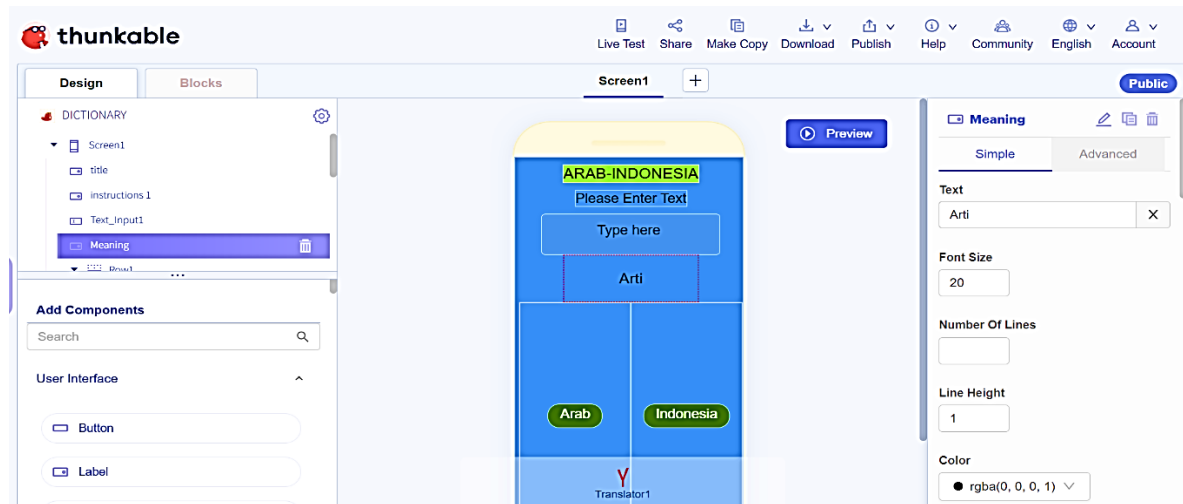 thunkable
Live Test Share Make Copy Download Publish Help Community English Account
Design Blocks
Screen1 +
Public
DICTIONARY
Screen1
title
instructions 1
Text_Input1
Meaning
Row1
Add Components
Search
User Interface
Button
Label
Preview
ARAB-INDONESIA
Please Enter Text
Type here
Arti
Arab Indonesia
Translator1
Meaning
Simple Advanced
Text
Arti X
Font Size
20
Number Of Lines
Line Height
1
Color
rgba(0, 0, 0, 1)